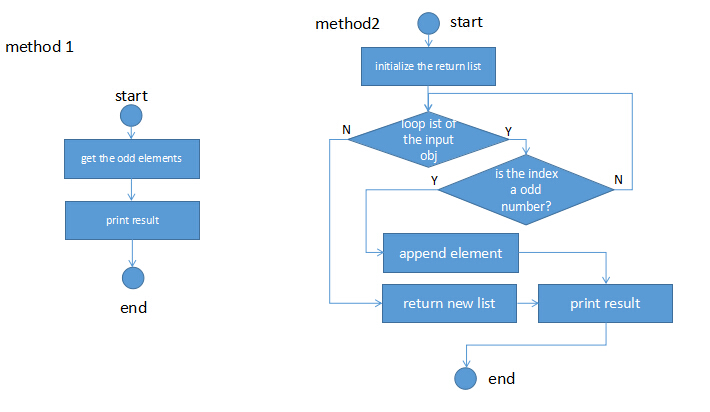 method 1
start
get the odd elements
print result
end
method2
start
initialize the return list
loop ist of
the input
obj
N
Y
is the index
a odd
number?
Y
N
append element
return new list
print result
end